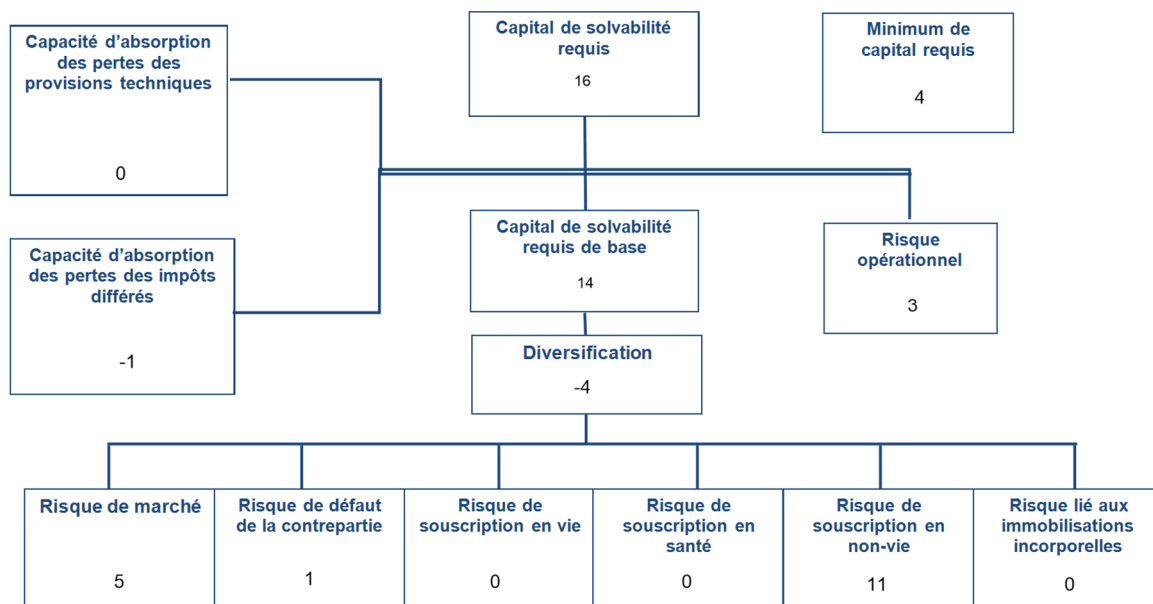 Capacité d’absorption
des pertes des
provisions techniques
0
Capital de solvabilité
requis
16
Minimum de
capital requis
4
Capacité d’absorption
des pertes des impôts
différés
-1
Capital de solvabilité
requis de base
14
Risque
opérationnel
3
Diversification
-4
Risque de marché
5
Risque de défaut
de la contrepartie
1
Risque de
souscription en vie
0
Risque de
souscription en
santé
0
Risque de
souscription en
non-vie
11
Risque lié aux
immobilisations
incorporelles
0